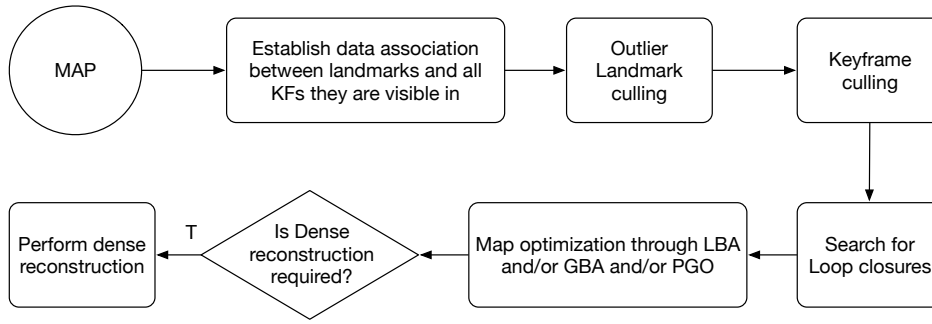 MAP
Establish data association
between landmarks and all
KFs they are visible in
Outlier
Landmark
culling
Keyframe
culling
Perform dense
reconstruction
T
Is Dense
reconstruction
required?
Map optimization through LBA
and/or GBA and/or PGO
Search for
Loop closures